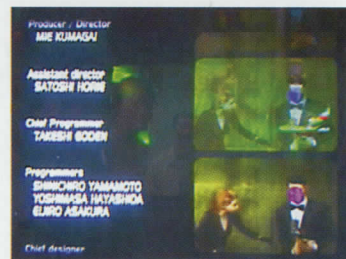 Producer / Director
MIE KUMAGAI
Assistant director
SATOSHI HORIE
Chief Programmer
TAKESHI GODEN
Programmers
SHINICHIRO YAMAMOTO
YOSHIMASA HAYASHIDA
EIJIRO ASAKURA
Chief designer